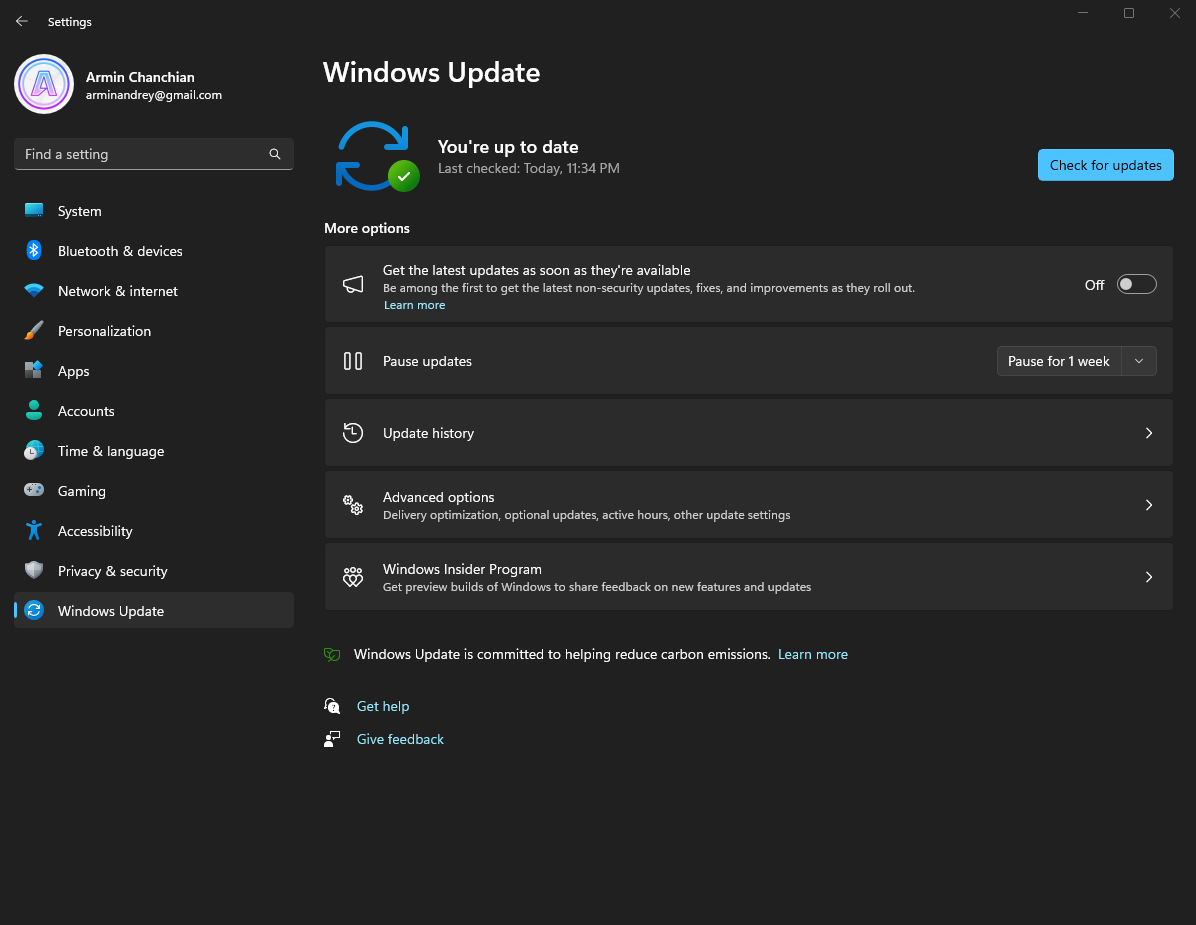 Settings
Armin Chanchian
arminandrey@gmail.com
Find a setting
System
Bluetooth & devices
Network & internet
Personalization
Apps
Accounts
Time & language
Gaming
Accessibility
Privacy & security
Windows Update
Windows Update
You're up to date
Last checked: Today, 11:34 PM
Check for updates
More options
Get the latest updates as soon as they're available
Be among the first to get the latest non-security updates, fixes, and improvements as they roll out.
Learn more
Off
Pause updates
Pause for 1 week
Update history
Advanced options
Delivery optimization, optional updates, active hours, other update settings
Windows Insider Program
Get preview builds of Windows to share feedback on new features and updates
Windows Update is committed to helping reduce carbon emissions. Learn more
Get help
Give feedback